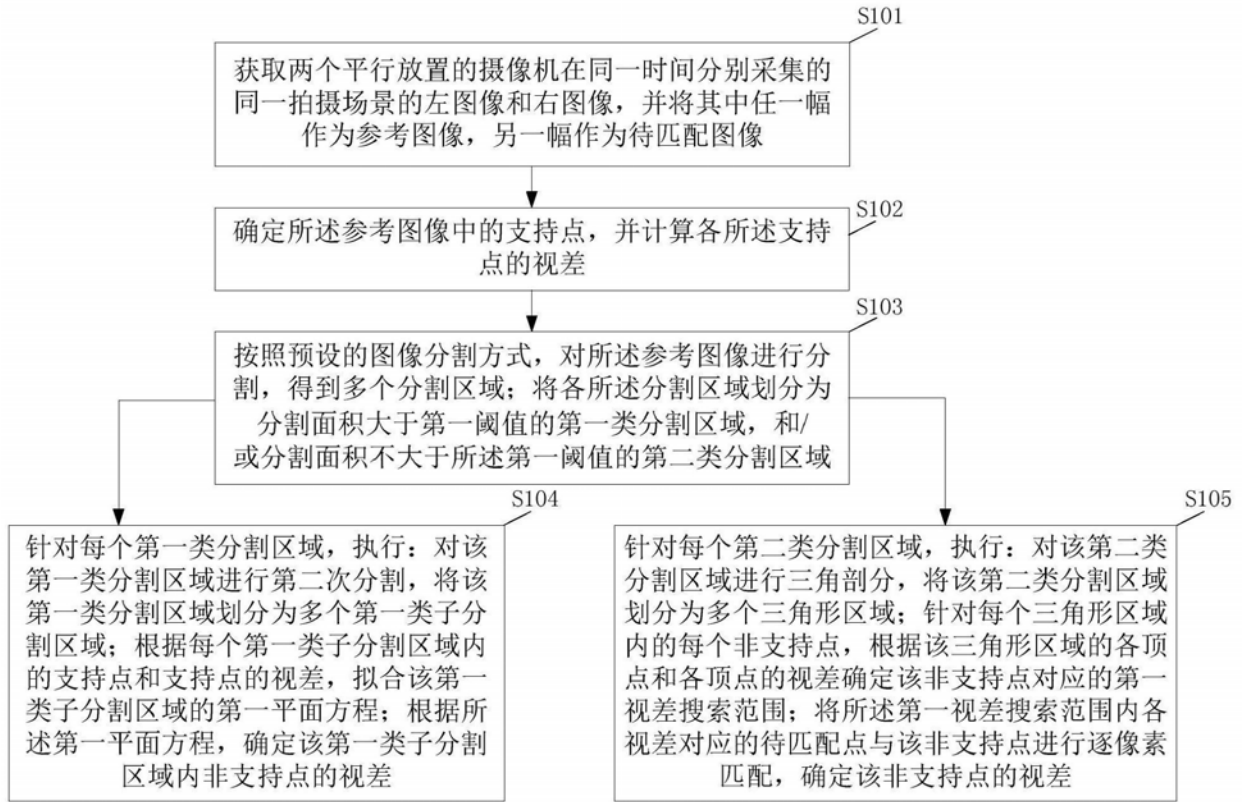 S101
获取两个平行放置的摄像机在同一时间分别采集的
同一拍摄场景的左图像和右图像，并将其中任一幅
作为参考图像，另一幅作为待匹配图像
S102
确定所述参考图像中的支持点，并计算各所述支持
点的视差
S103
按照预设的图像分割方式，对所述参考图像进行分
割，得到多个分割区域；将各所述分割区域划分为
分割面积大于第一阈值的第一类分割区域，和/
或分割面积不大于所述第一阈值的第二类分割区域
S104
针对每个第一类分割区域，执行：对该
第一类分割区域进行第二次分割，将该
第一类分割区域划分为多个第一类子分
割区域；根据每个第一类子分割区域内
的支持点和支持点的视差，拟合该第一
类子分割区域的第一平面方程；根据所
述第一平面方程，确定该第一类子分割
区域内非支持点的视差
S105
针对每个第二类分割区域，执行：对该第二类
分割区域进行三角剖分，将该第二类分割区域
划分为多个三角形区域；针对每个三角形区域
内的每个非支持点，根据该三角形区域的各顶
点和各顶点的视差确定该非支持点对应的第一
视差搜索范围；将所述第一视差搜索范围内各
视差对应的待匹配点与该非支持点进行逐像素
匹配，确定该非支持点的视差